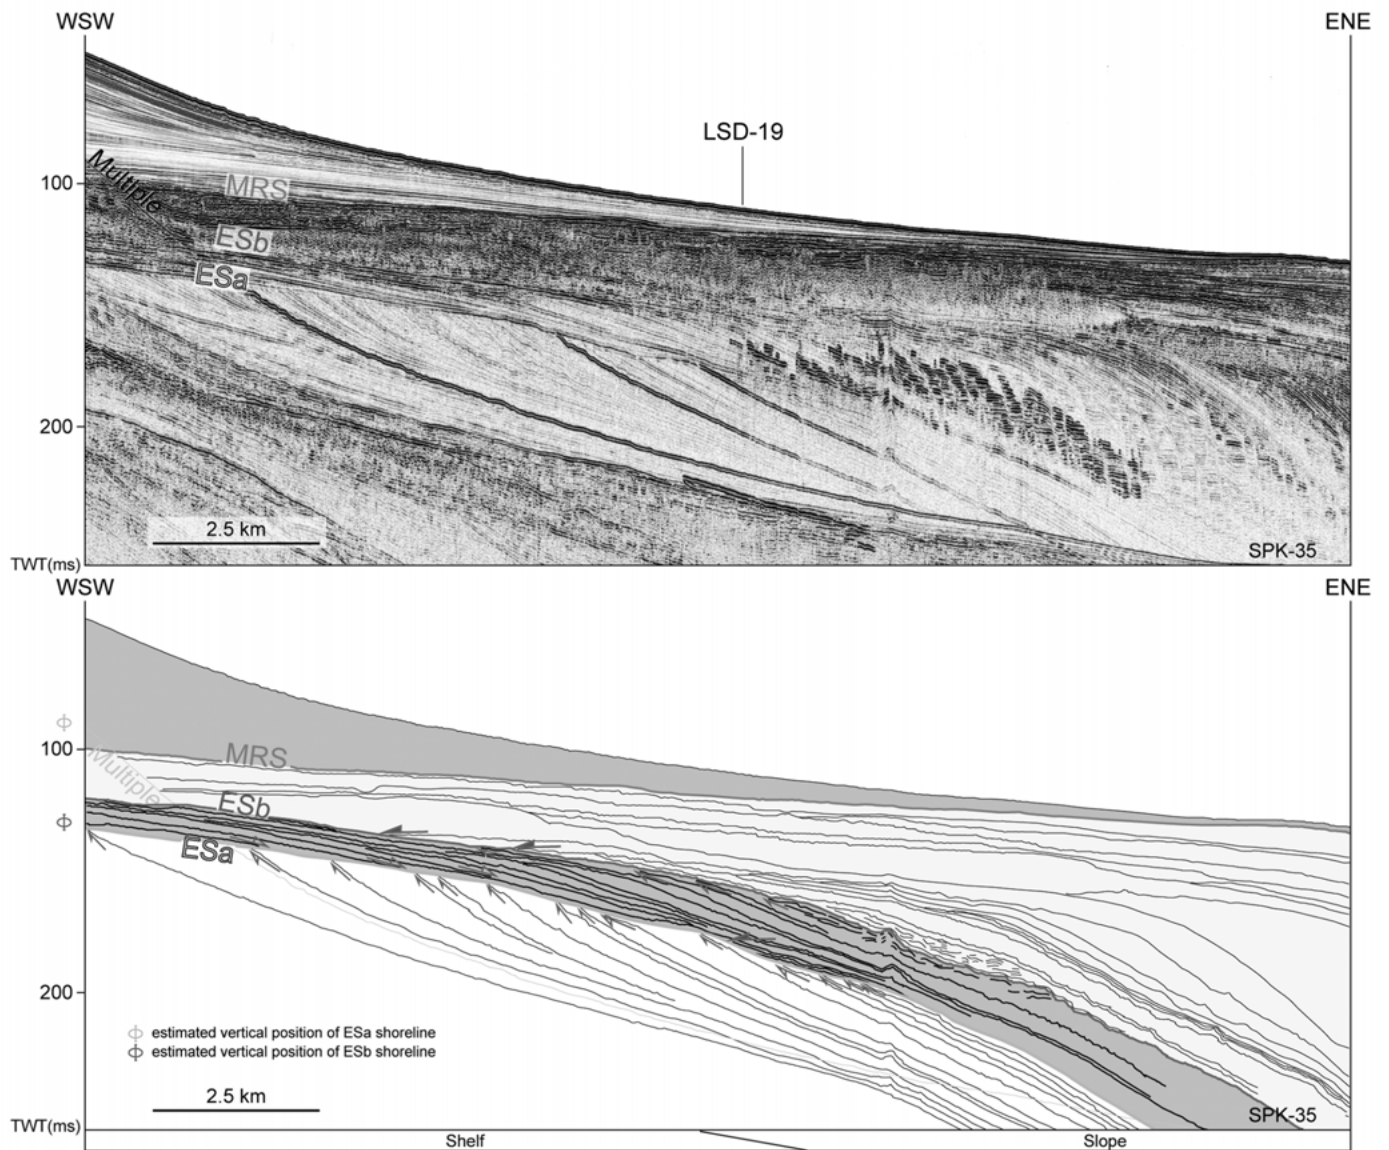 WSW ENE
LSD-19
100
Multiple
MRS
ESb
ESa
200
2.5 km
SPK-35
TWT(ms)
WSW ENE
Φ
100
MRS
Multiple
ESb
Φ
ESa
200
Φ estimated vertical position of ESa shoreline
Φ estimated vertical position of ESb shoreline
2.5 km
SPK-35
TWT(ms)
Shelf Slope